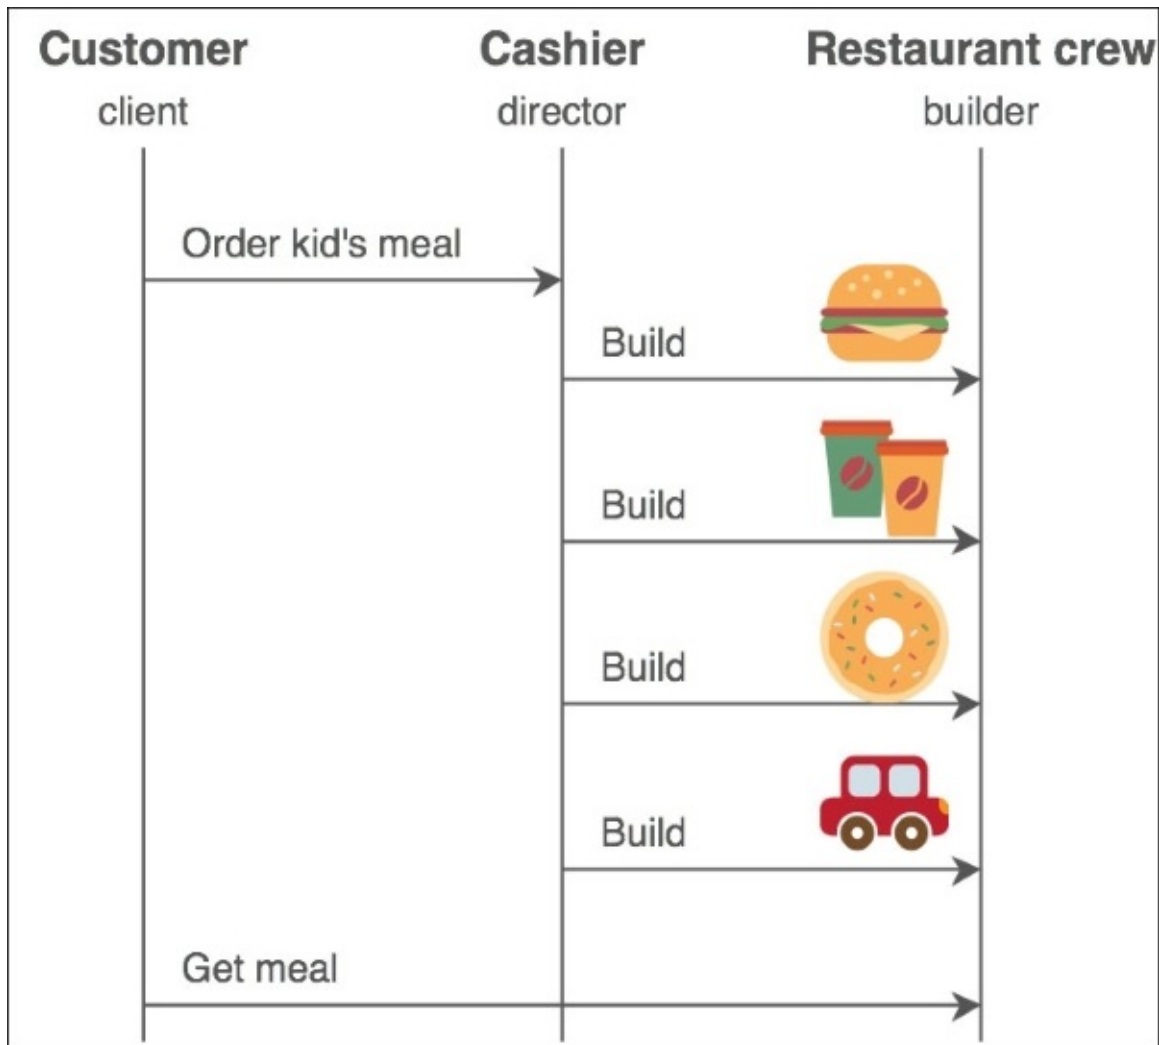 Customer
Cashier
Restaurant crew
client
director
builder
Order kid's meal
Build
Build
Build
Build
Get meal